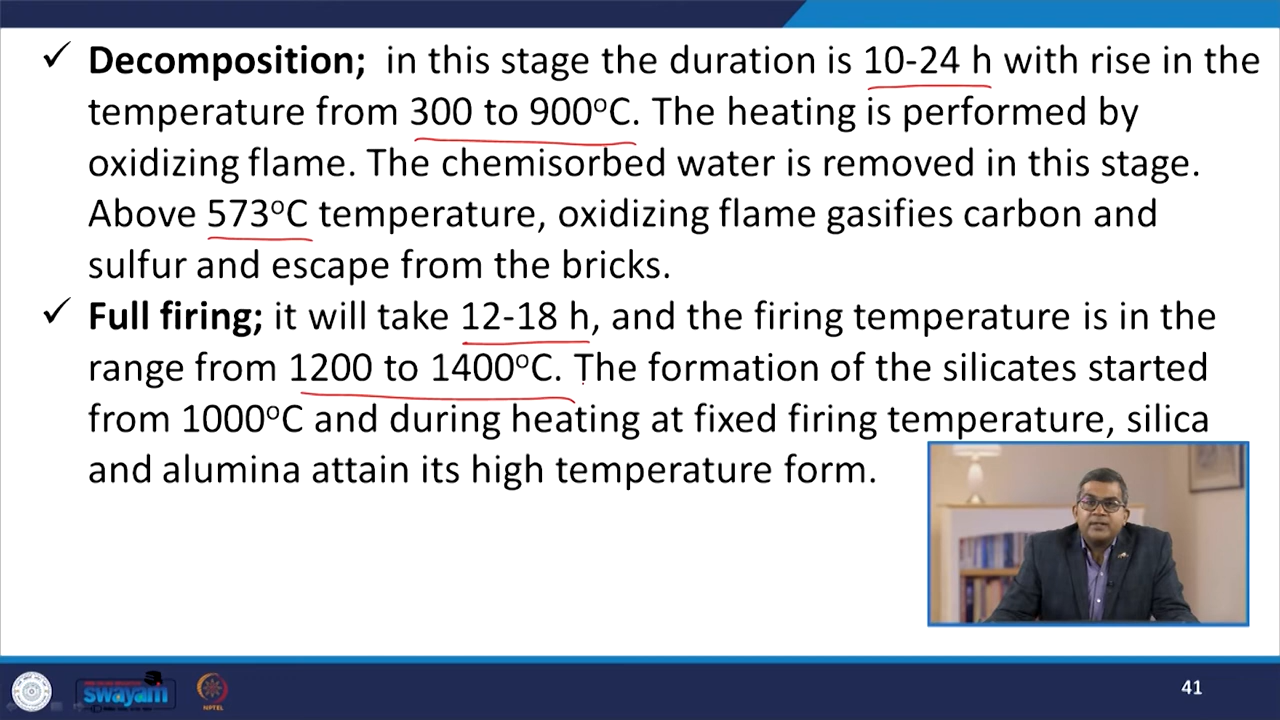 ✓ Decomposition; in this stage the duration is 10-24 h with rise in the
temperature from 300 to 900°C. The heating is performed by
oxidizing flame. The chemisorbed water is removed in this stage.
Above 573°C temperature, oxidizing flame gasifies carbon and
sulfur and escape from the bricks.
✓ Full firing; it will take 12-18 h, and the firing temperature is in the
range from 1200 to 1400°C. The formation of the silicates started
from 1000°C and during heating at fixed firing temperature, silica
and alumina attain its high temperature form.
swayam
NPTEL
41